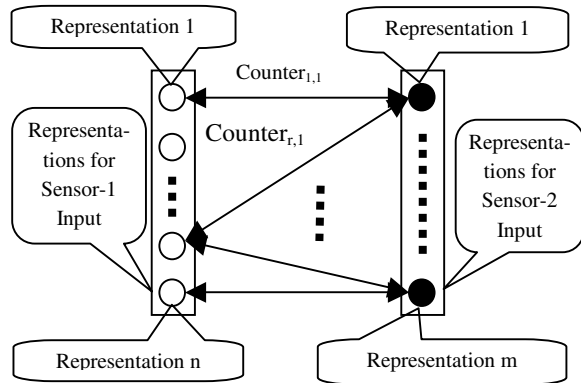 Representation 1
Representation 1
Counter1,1
Counterr,1
Representa-
tions for
Sensor-1
Input
Representa-
tions for
Sensor-2
Input
Representation n
Representation m